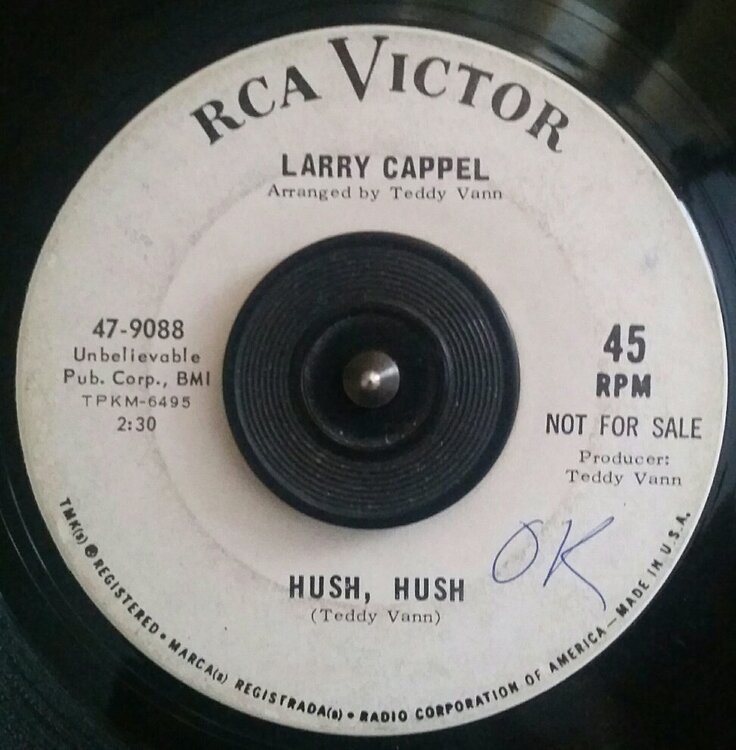 RCA VICTOR
LARRY CAPPEL
Arranged by Teddy Vann
47-9088
Unbelievable
Pub. Corp., BMI
TPKM-6495
2:30
45
RPM
NOT FOR SALE
Producer:
Teddy Vann
OK
HUSH, HUSH
(Teddy Vann)
TMK(s) ® REGISTERED • MARCA(s) REGISTRADA(s) • RADIO CORPORATION OF AMERICA—MADE IN U.S.A.